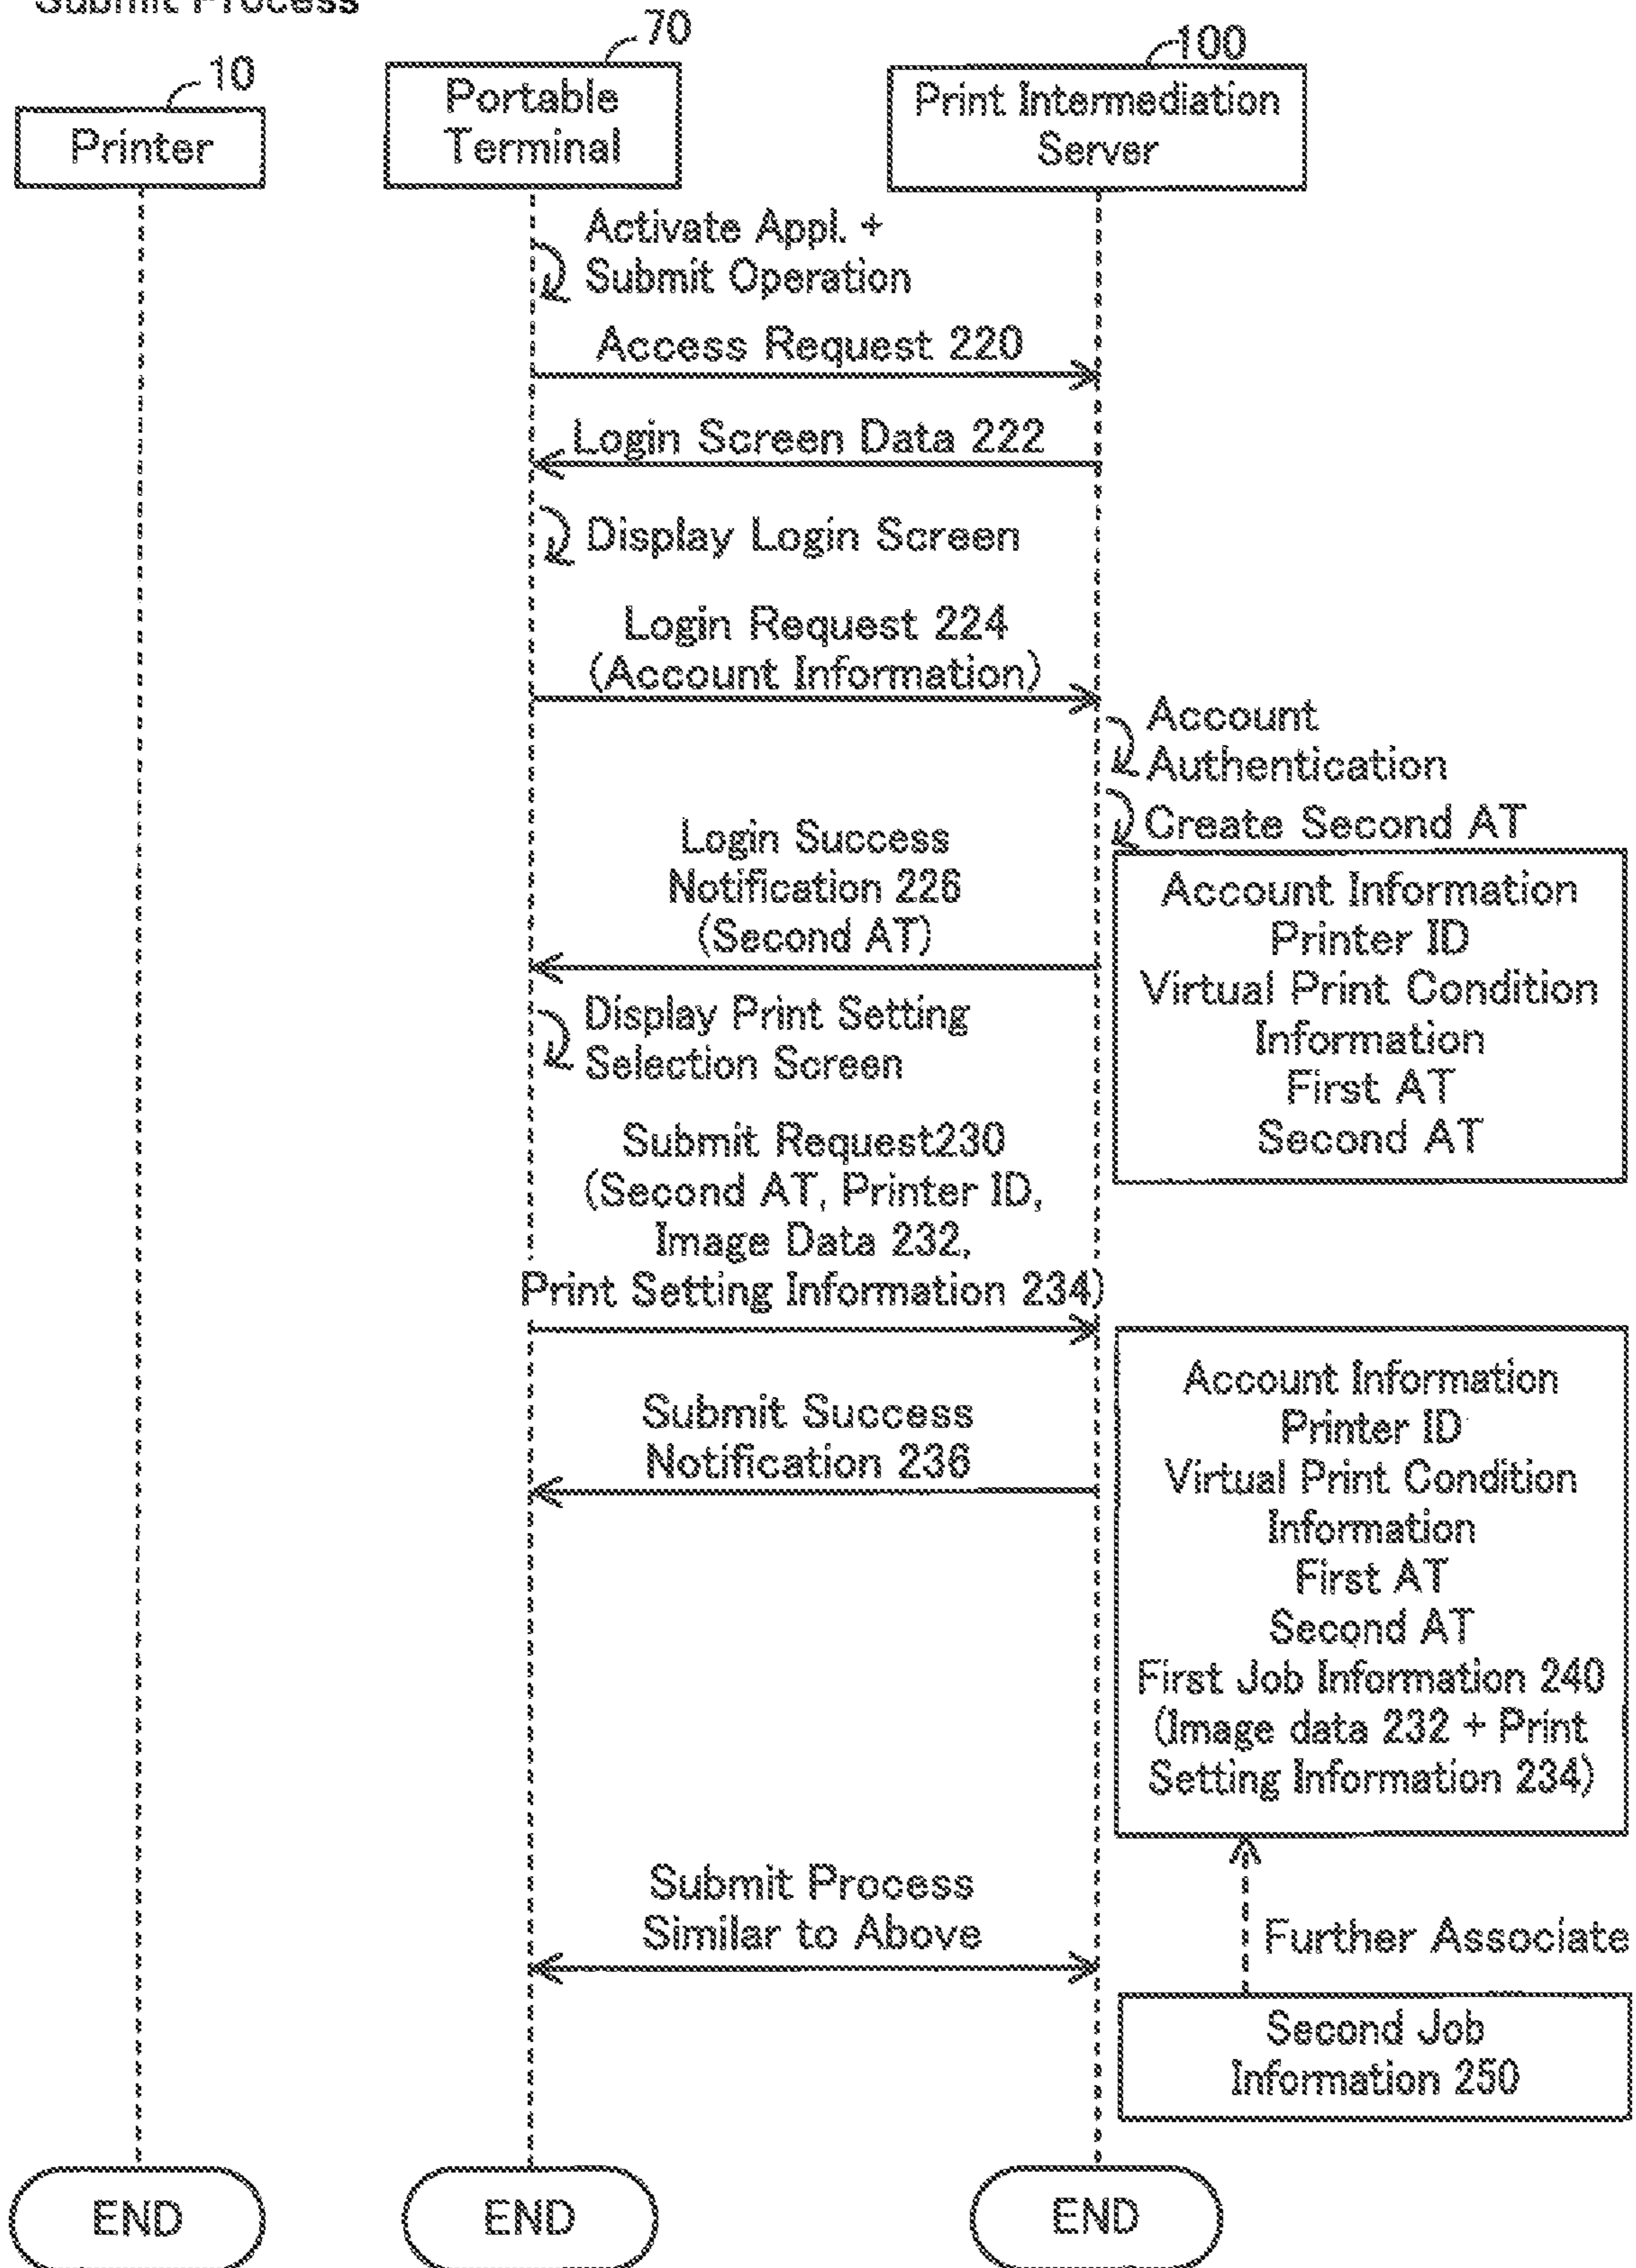 Submit Process
10
70
100
Printer
Portable
Terminal
Print Intermediation
Server
Activate Appl. +
Submit Operation
Access Request 220
Login Screen Data 222
Display Login Screen
Login Request 224
(Account Information)
Account
Authentication
Create Second AT
Login Success
Notification 226
(Second AT)
Account Information
Printer ID
Virtual Print Condition
Information
First AT
Second AT
Display Print Setting
Selection Screen
Submit Request230
(Second AT, Printer ID,
Image Data 232,
Print Setting Information 234)
Submit Success
Notification 236
Account Information
Printer ID
Virtual Print Condition
Information
First AT
Second AT
First Job Information 240
(Image data 232 + Print
Setting Information 234)
Submit Process
Similar to Above
Further Associate
Second Job
Information 250
END
END
END